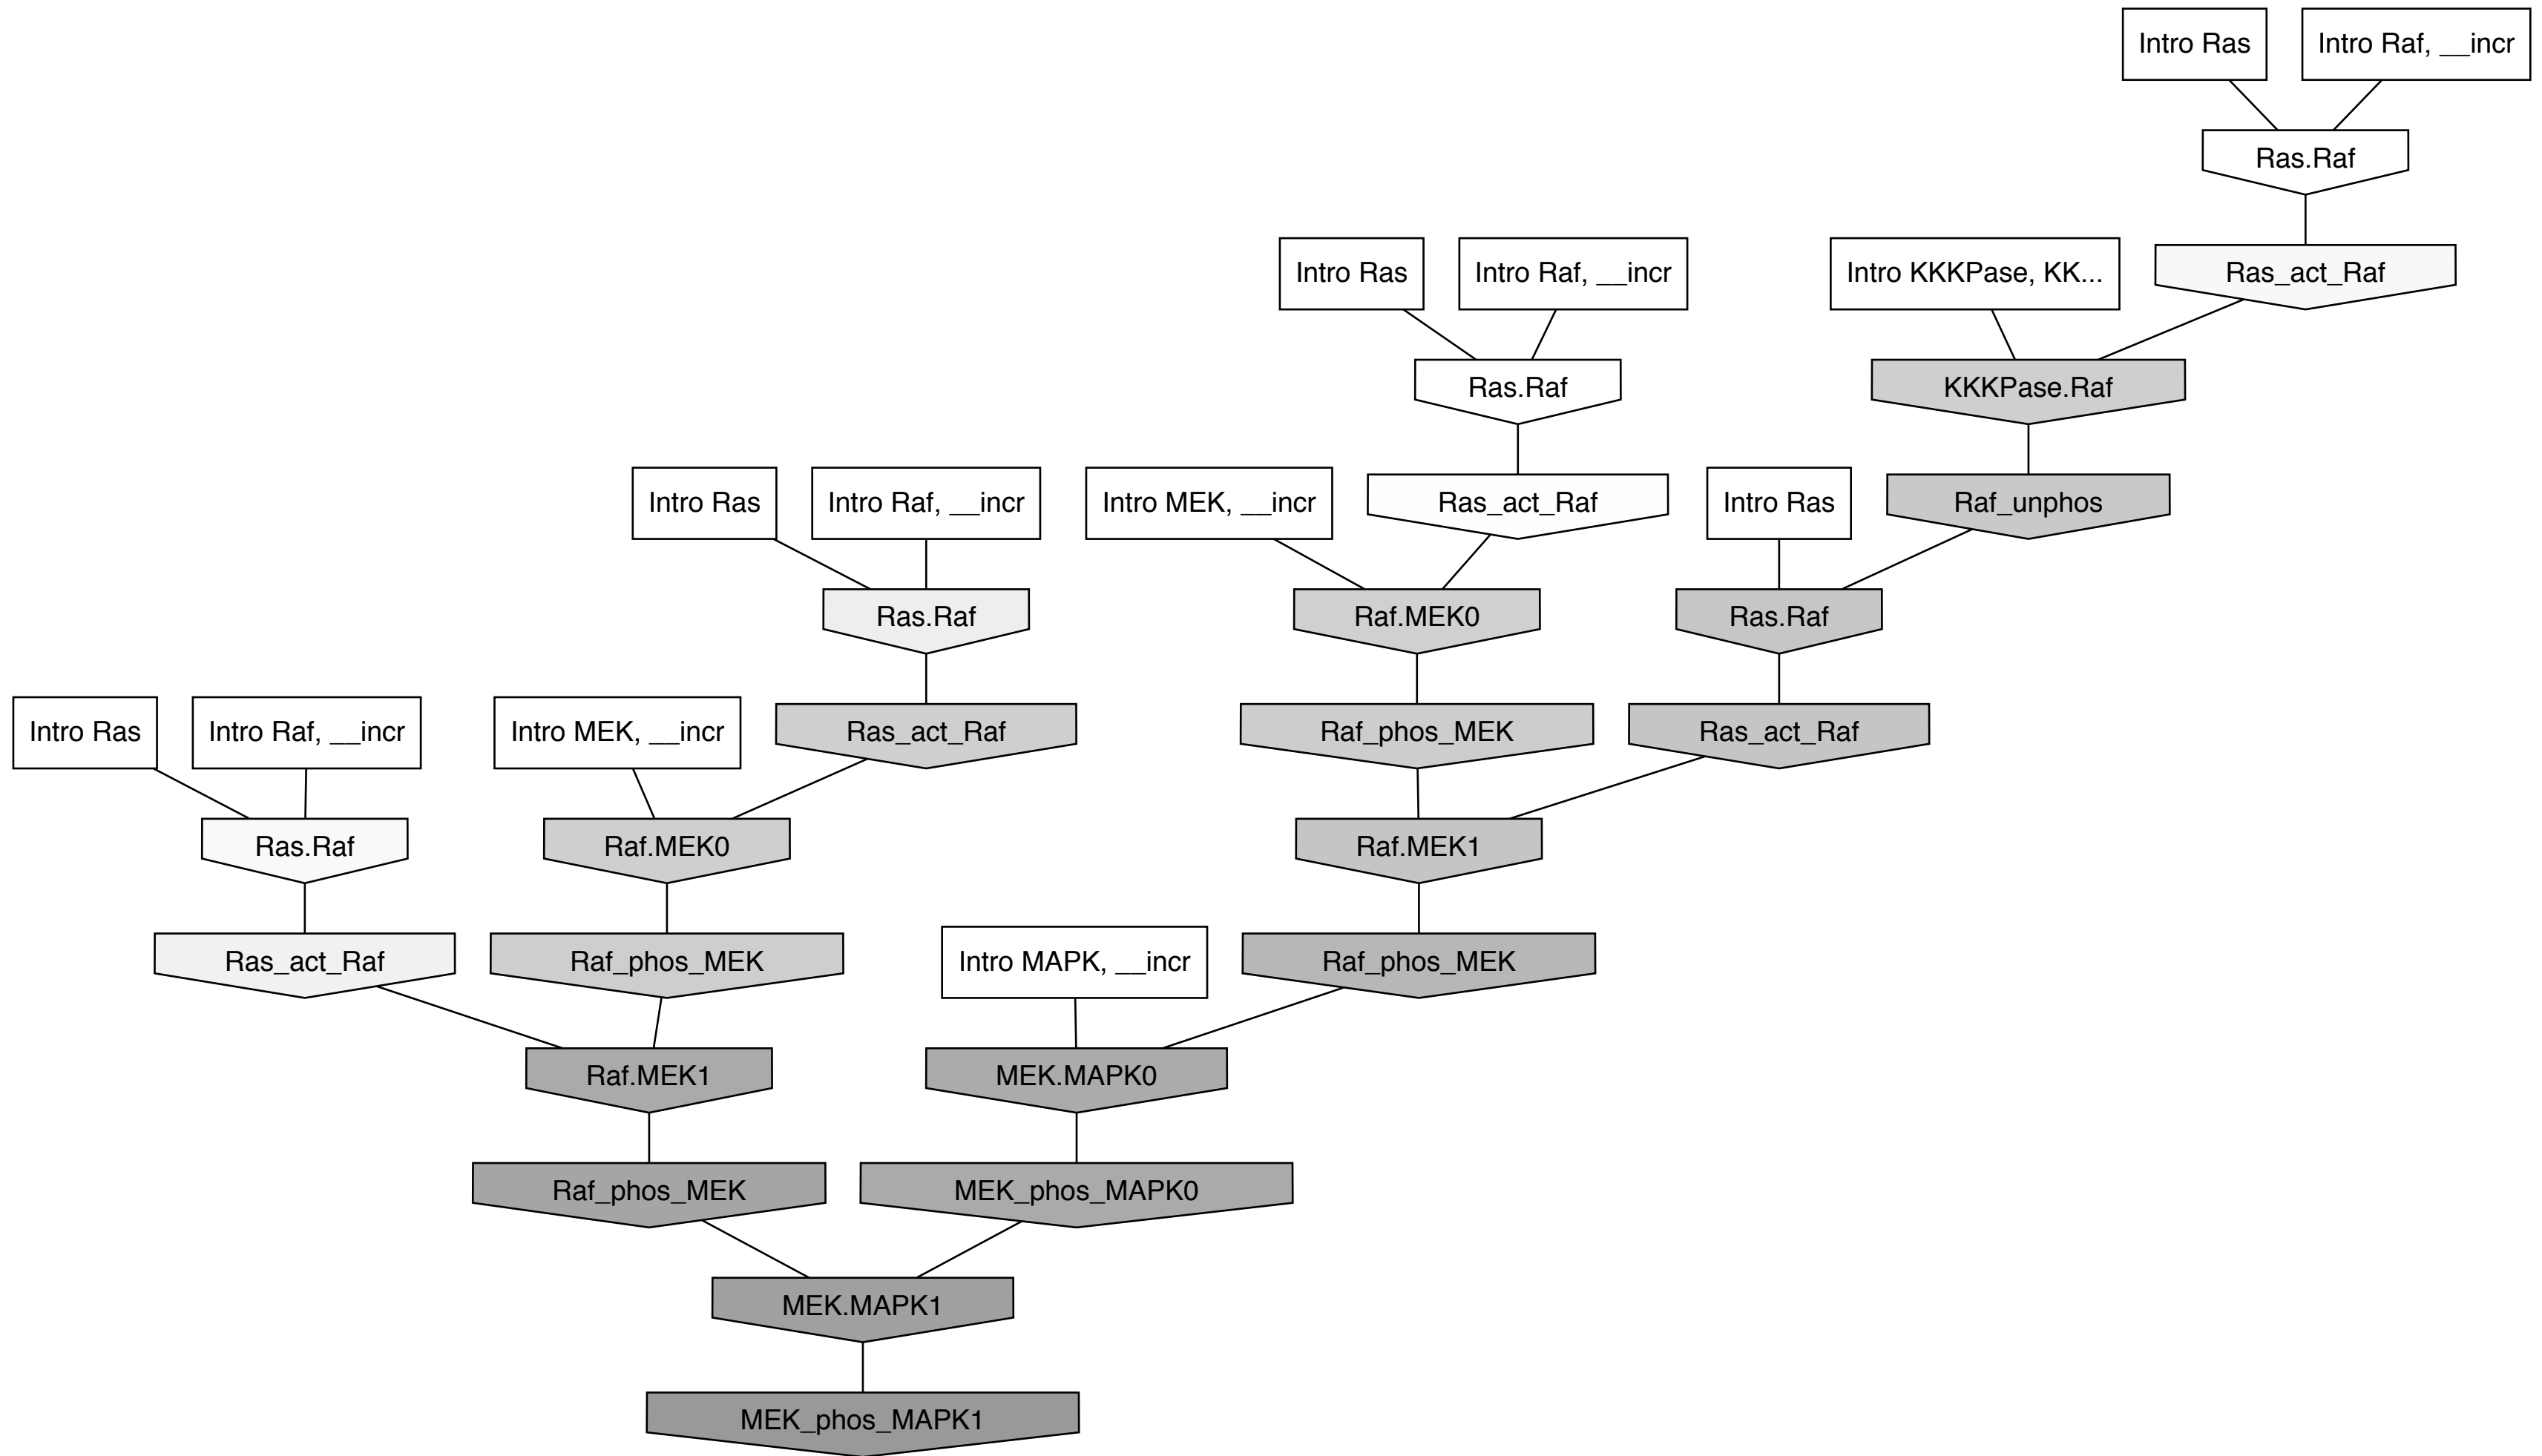 Intro Ras
Intro Raf, __incr
Ras.Raf
Intro Ras
Intro Raf, __incr
Intro KKKPase, KK...
Ras_act_Raf
Ras.Raf
KKKPase.Raf
Intro Ras
Intro Raf, __incr
Intro MEK, __incr
Ras_act_Raf
Intro Ras
Raf_unphos
Ras.Raf
Raf.MEK0
Ras.Raf
Intro Ras
Intro Raf, __incr
Intro MEK, __incr
Ras_act_Raf
Raf_phos_MEK
Ras_act_Raf
Ras.Raf
Raf.MEK0
Raf.MEK1
Ras_act_Raf
Raf_phos_MEK
Intro MAPK, __incr
Raf_phos_MEK
Raf.MEK1
MEK.MAPK0
Raf_phos_MEK
MEK_phos_MAPK0
MEK.MAPK1
MEK_phos_MAPK1